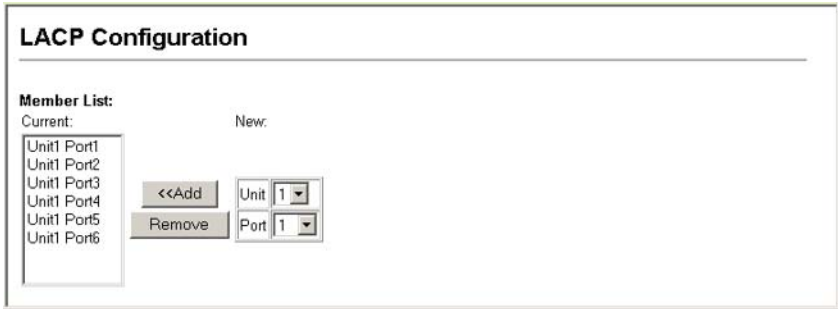 LACP Configuration
Member List:
Current:
New:
Unit1 Port1
Unit1 Port2
Unit1 Port3
Unit1 Port4
Unit1 Port5
Unit1 Port6
<<Add
Remove
Unit 1
Port 1